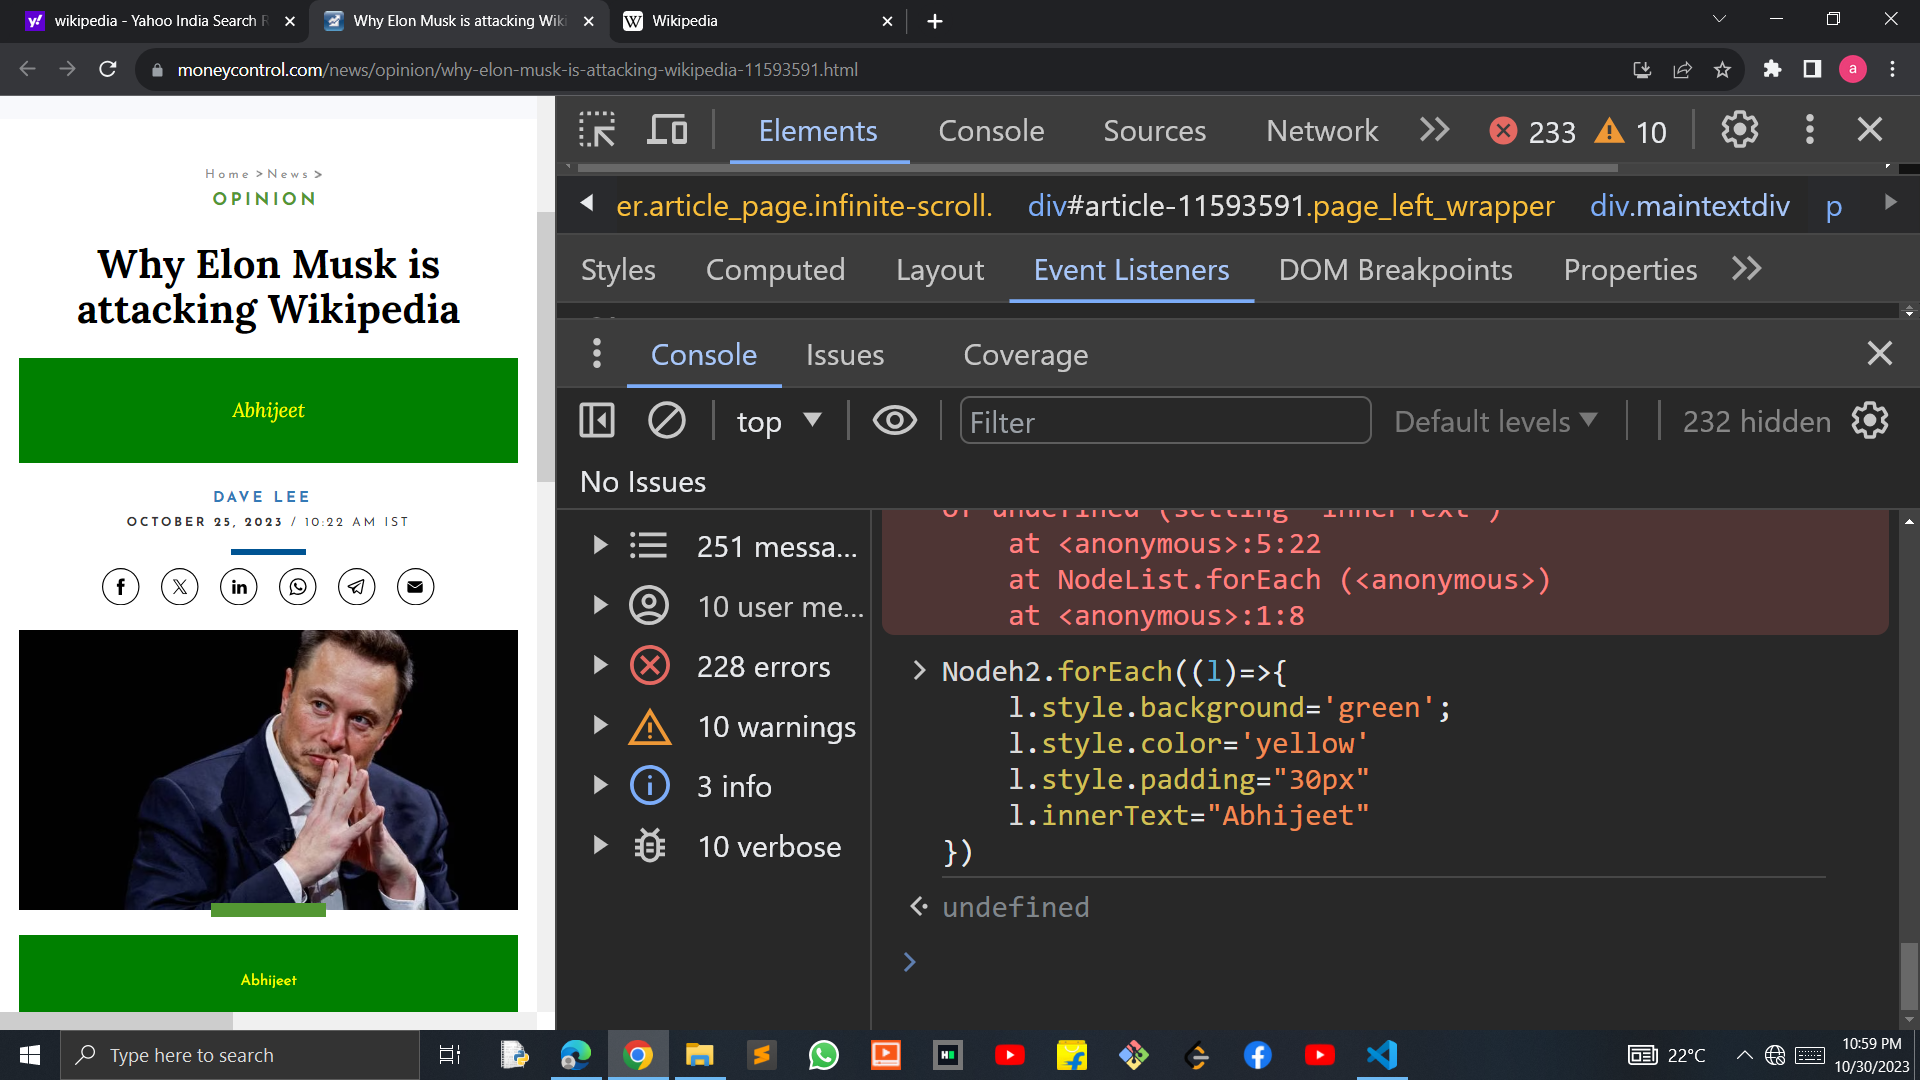 wikipedia - Yahoo India Search R
Why Elon Musk is attacking Wiki
Wikipedia
moneycontrol.com/news/opinion/why-elon-musk-is-attacking-wikipedia-11593591.html
a
Home > News >
OPINION
Why Elon Musk is
attacking Wikipedia
Abhijeet
DAVE LEE
OCTOBER 25, 2023 / 10:22 AM IST
Abhijeet
Elements
Console
Sources
Network
233
10
er.article_page.infinite-scroll.
div#article-11593591.page_left_wrapper
div.maintextdiv
p
Styles
Computed
Layout
Event Listeners
DOM Breakpoints
Properties
Console
Issues
Coverage
top
Filter
Default levels
232 hidden
No Issues
251 messa...
10 user me...
228 errors
10 warnings
3 info
10 verbose
of undefined (setting 'innerText')
at <anonymous>:5:22
at NodeList.forEach (<anonymous>)
at <anonymous>:1:8
Nodeh2.forEach((l)=>{
l.style.background='green';
l.style.color='yellow'
l.style.padding="30px"
l.innerText="Abhijeet"
})
undefined
Type here to search
22°C
10:59 PM
10/30/2023